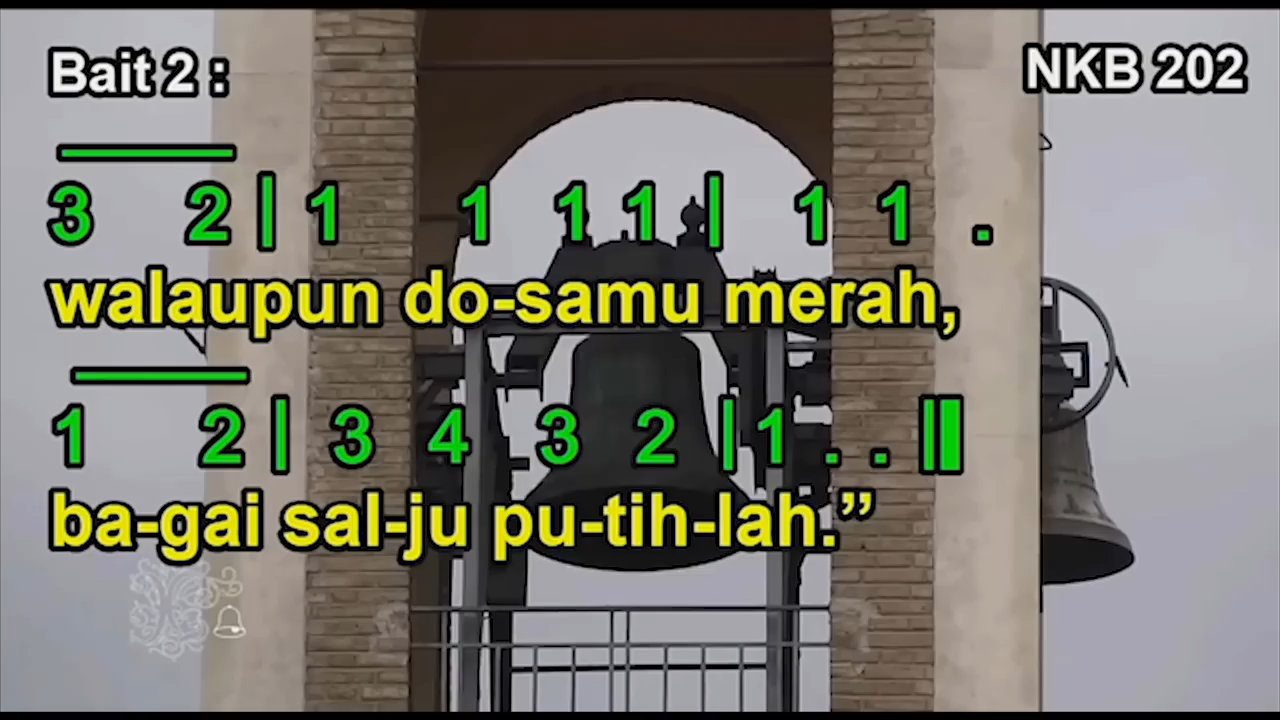 Bait 2 :
NKB 202
3 2 | 1 1 1 1 | 1 1 .
walaupun do-samu merah,
1 2 | 3 4 3 2 | 1 . . ||
ba-gai sal-ju pu-tih-lah.”